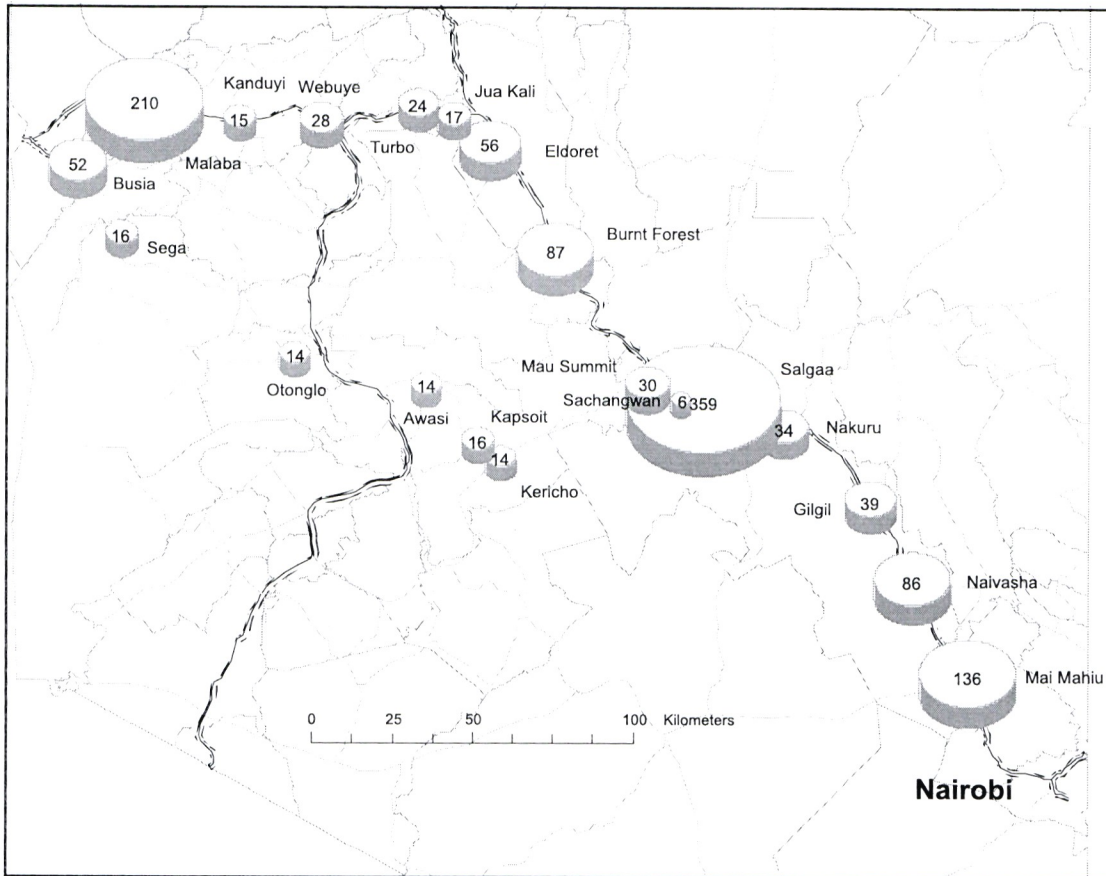 Kanduyi Webuye
Jua Kali
210
15
28
24
17
56
Turbo
Eldoret
52
Malaba
Busia
16
Sega
Burnt Forest
87
14
Otonglo
14
Awasi
Mau Summit
Salgaa
30
Sachangwan
6 359
Kapsoit
16
14
Kericho
34
Nakuru
39
Gilgil
86
Naivasha
136
Mai Mahiu
0 25 50 100 Kilometers
Nairobi